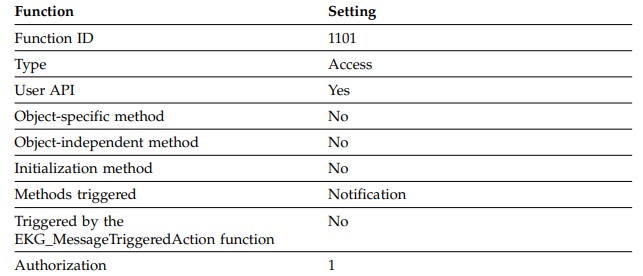 Function Setting
Function ID 1101
Type Access
User API Yes
Object-specific method No
Object-independent method No
Initialization method No
Methods triggered Notification
Triggered by the No
EKG_MessageTriggeredAction function
Authorization 1